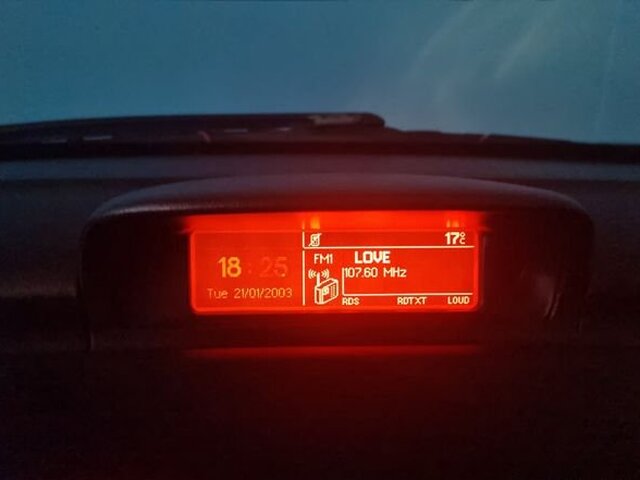 18:25
Tue 21/01/2003
17°C
FM1 LOVE
107.60 MHz
RDS RDTXT LOUD